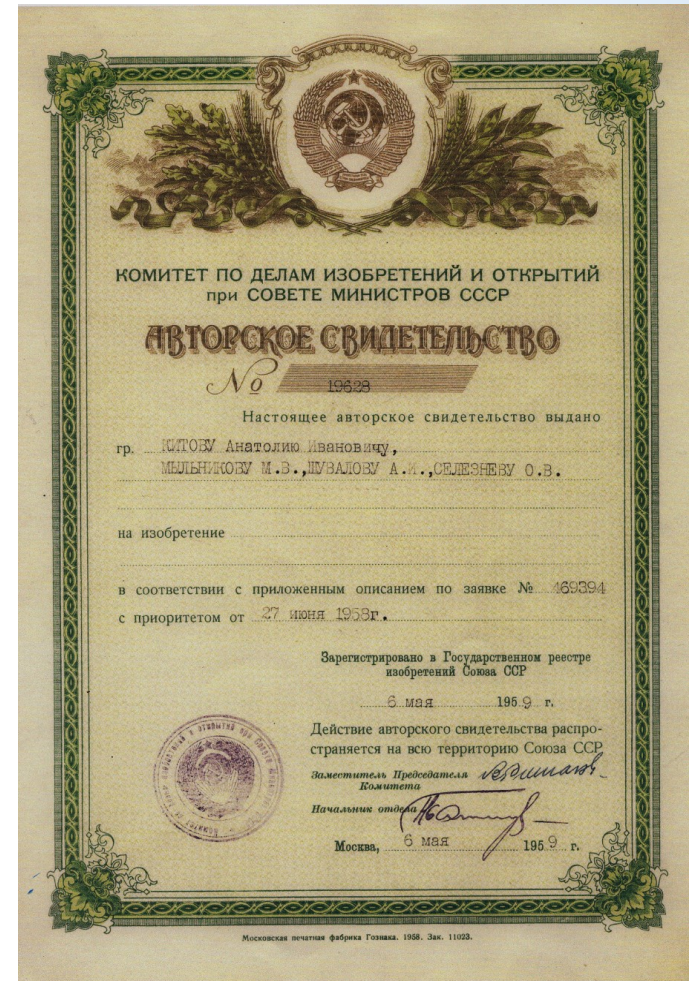 КОМИТЕТ ПО ДЕЛАМ ИЗОБРЕТЕНИЙ И ОТКРЫТИЙ
при СОВЕТЕ МИНИСТРОВ СССР
АВТОРСКОЕ СВИДЕТЕЛЬСТВО
№ 19628
Настоящее авторское свидетельство выдано
гр. КИТОВУ Анатолию Ивановичу,
МЫЛЬНИКОВУ М.В., ШУВАЛОВУ А.И., СЕЛЕЗНЕВУ О.В.
на изобретение
в соответствии с приложенным описанием по заявке № 469394
с приоритетом от 27 июня 1958г.
Зарегистрировано в Государственном реестре
изобретений Союза ССР
6 мая 1959 г.
Действие авторского свидетельства распро-
страняется на всю территорию Союза ССР
Заместитель Председателя
Комитета
Начальник отдела
Москва, 6 мая 1959 г.
Московская печатная фабрика Гознака. 1958. Зак. 11023.